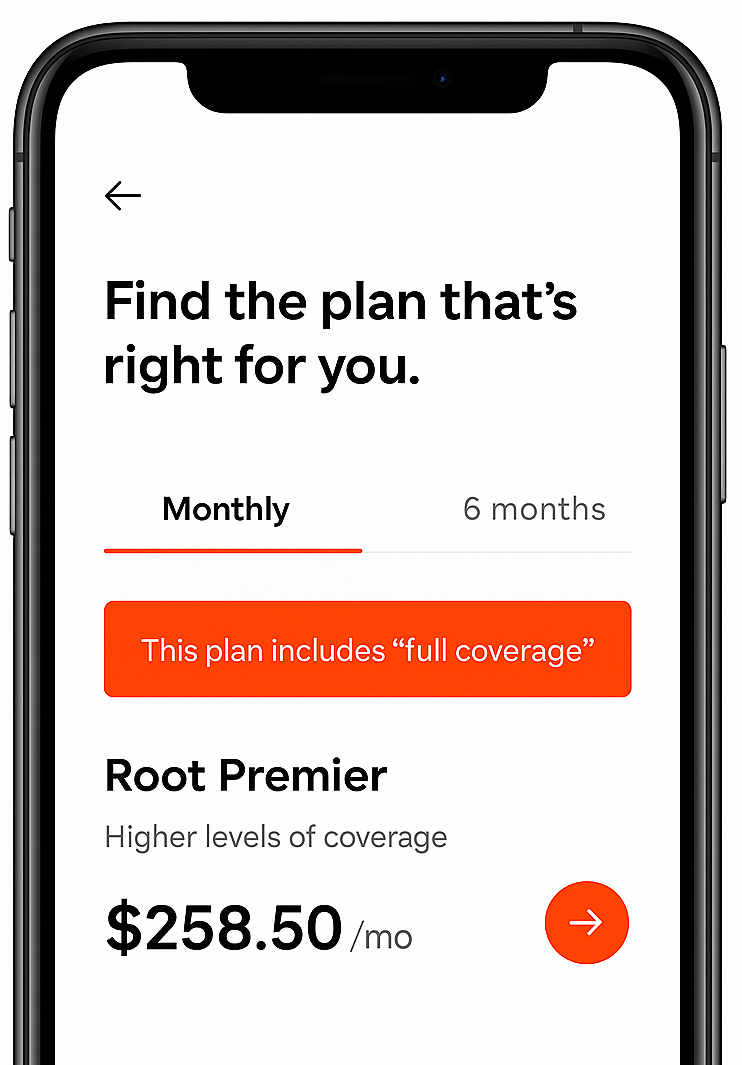 Find the plan that’s
right for you.
Monthly
6 months
This plan includes “full coverage”
Root Premier
Higher levels of coverage
$258.50 /mo